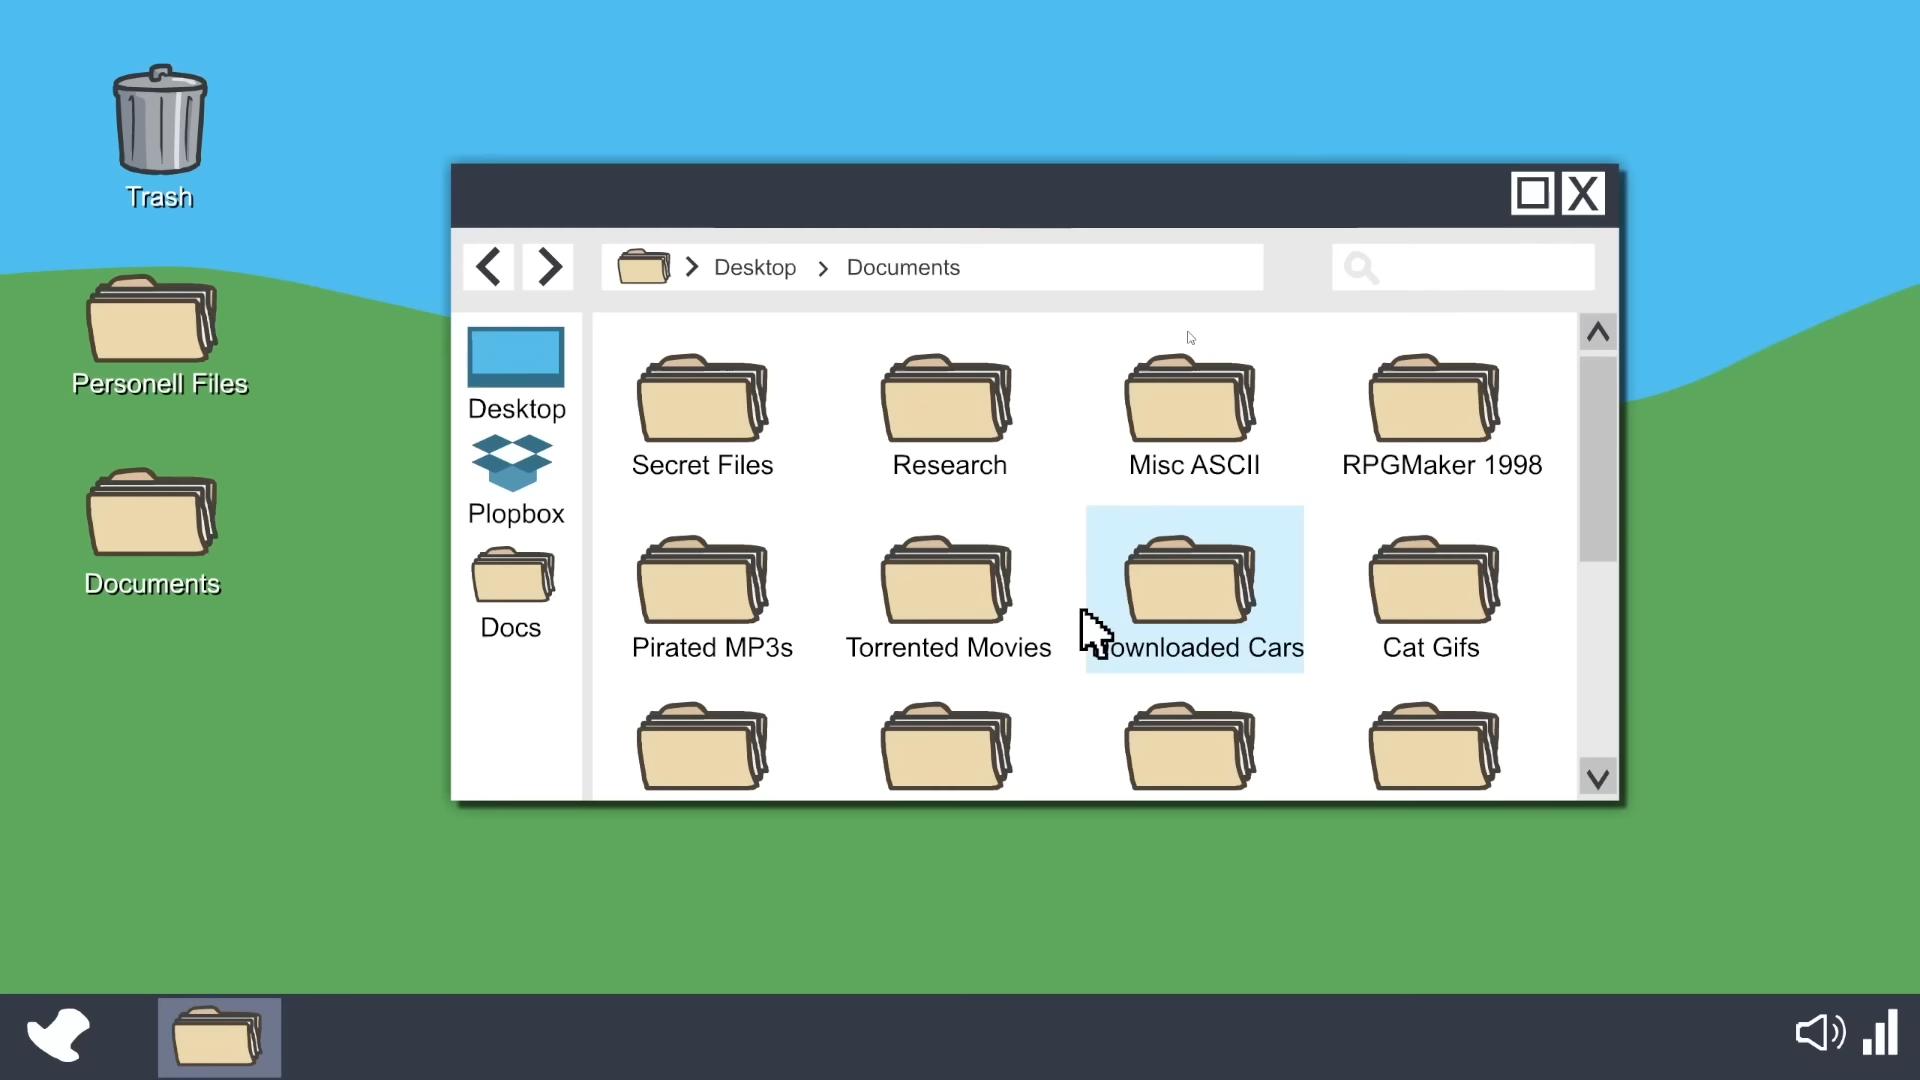 Trash
Personell Files
Documents
X
Desktop > Documents
Desktop
Plopbox
Docs
Secret Files
Research
Misc ASCII
RPGMaker 1998
Pirated MP3s
Torrented Movies
ownloaded Cars
Cat Gifs